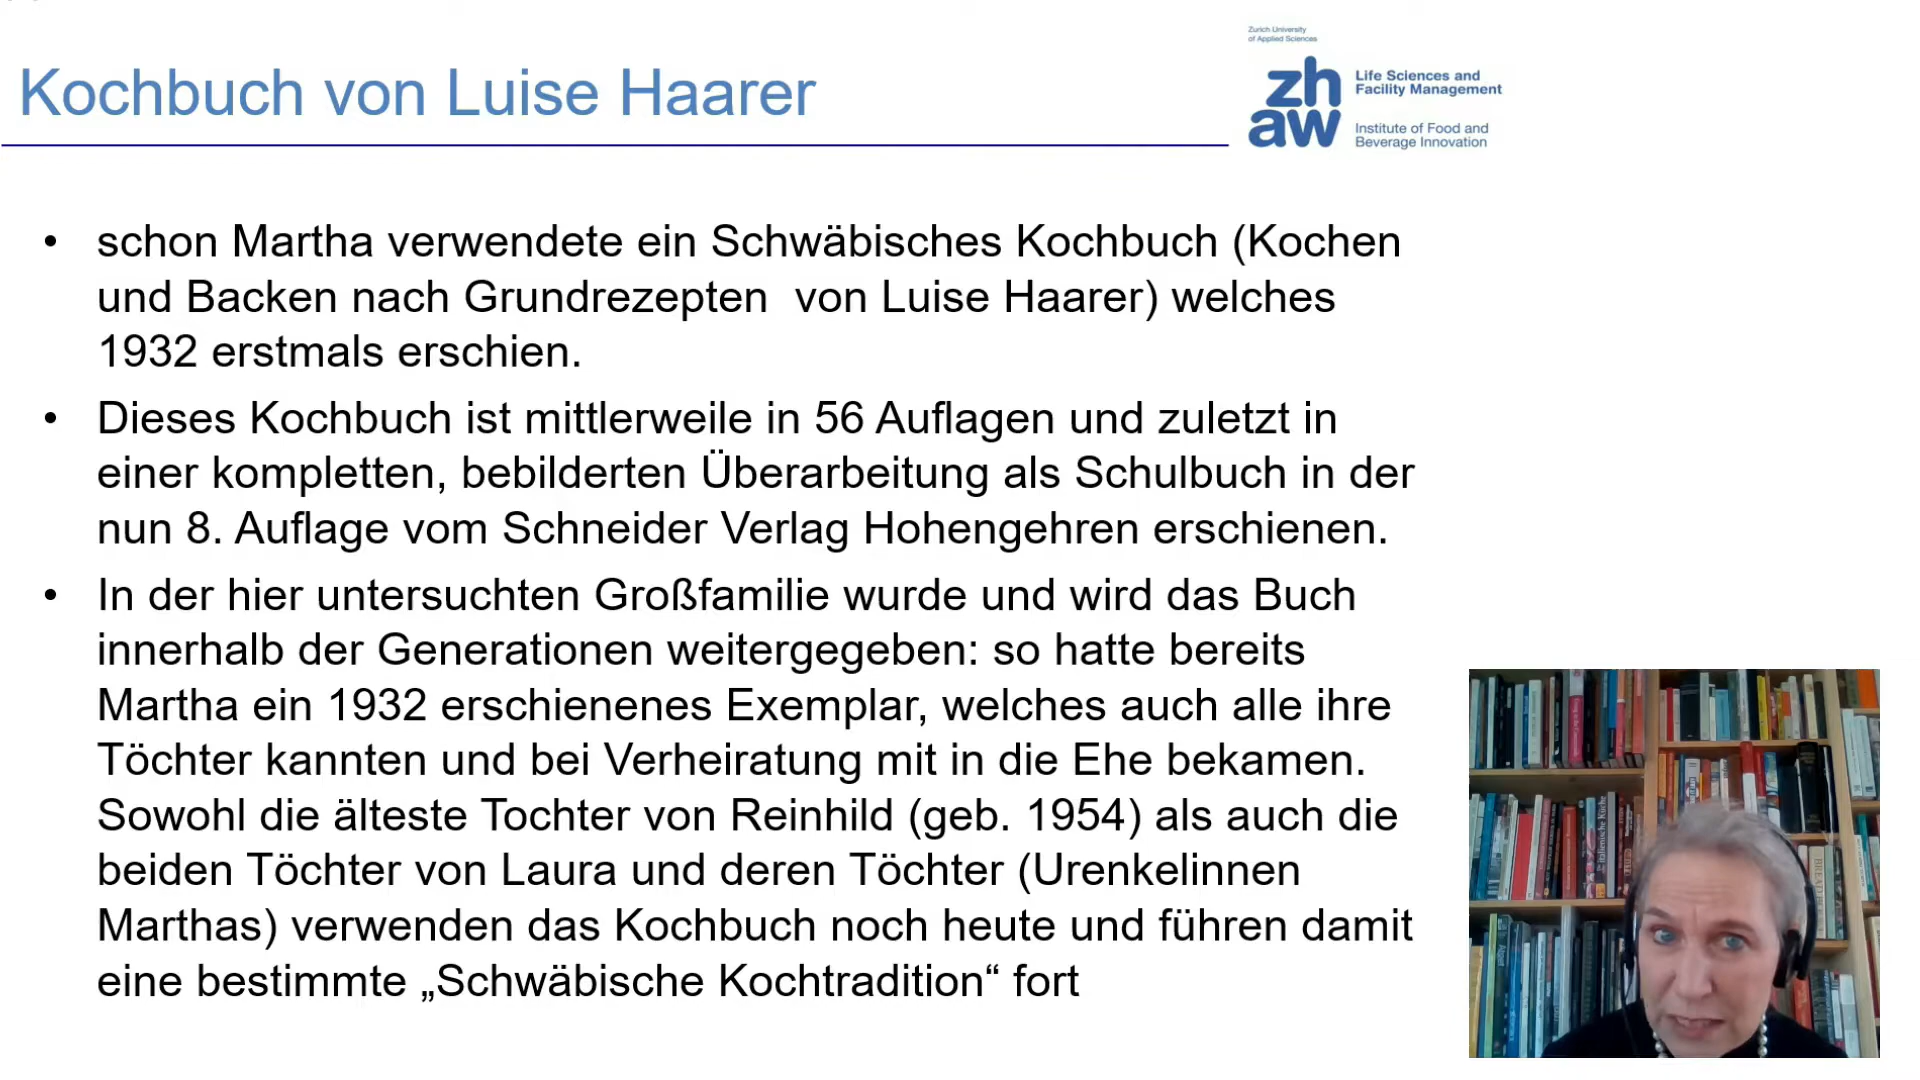 Zurich University
of Applied Sciences
Kochbuch von Luise Haarer
zh
aw
Life Sciences and
Facility Management
Institute of Food and
Beverage Innovation
• schon Martha verwendete ein Schwäbisches Kochbuch (Kochen
und Backen nach Grundrezepten  von Luise Haarer) welches
1932 erstmals erschien.
• Dieses Kochbuch ist mittlerweile in 56 Auflagen und zuletzt in
einer kompletten, bebilderten Überarbeitung als Schulbuch in der
nun 8. Auflage vom Schneider Verlag Hohengehren erschienen.
• In der hier untersuchten Großfamilie wurde und wird das Buch
innerhalb der Generationen weitergegeben: so hatte bereits
Martha ein 1932 erschienenes Exemplar, welches auch alle ihre
Töchter kannten und bei Verheiratung mit in die Ehe bekamen.
Sowohl die älteste Tochter von Reinhild (geb. 1954) als auch die
beiden Töchter von Laura und deren Töchter (Urenkelinnen
Marthas) verwenden das Kochbuch noch heute und führen damit
eine bestimmte „Schwäbische Kochtradition“ fort